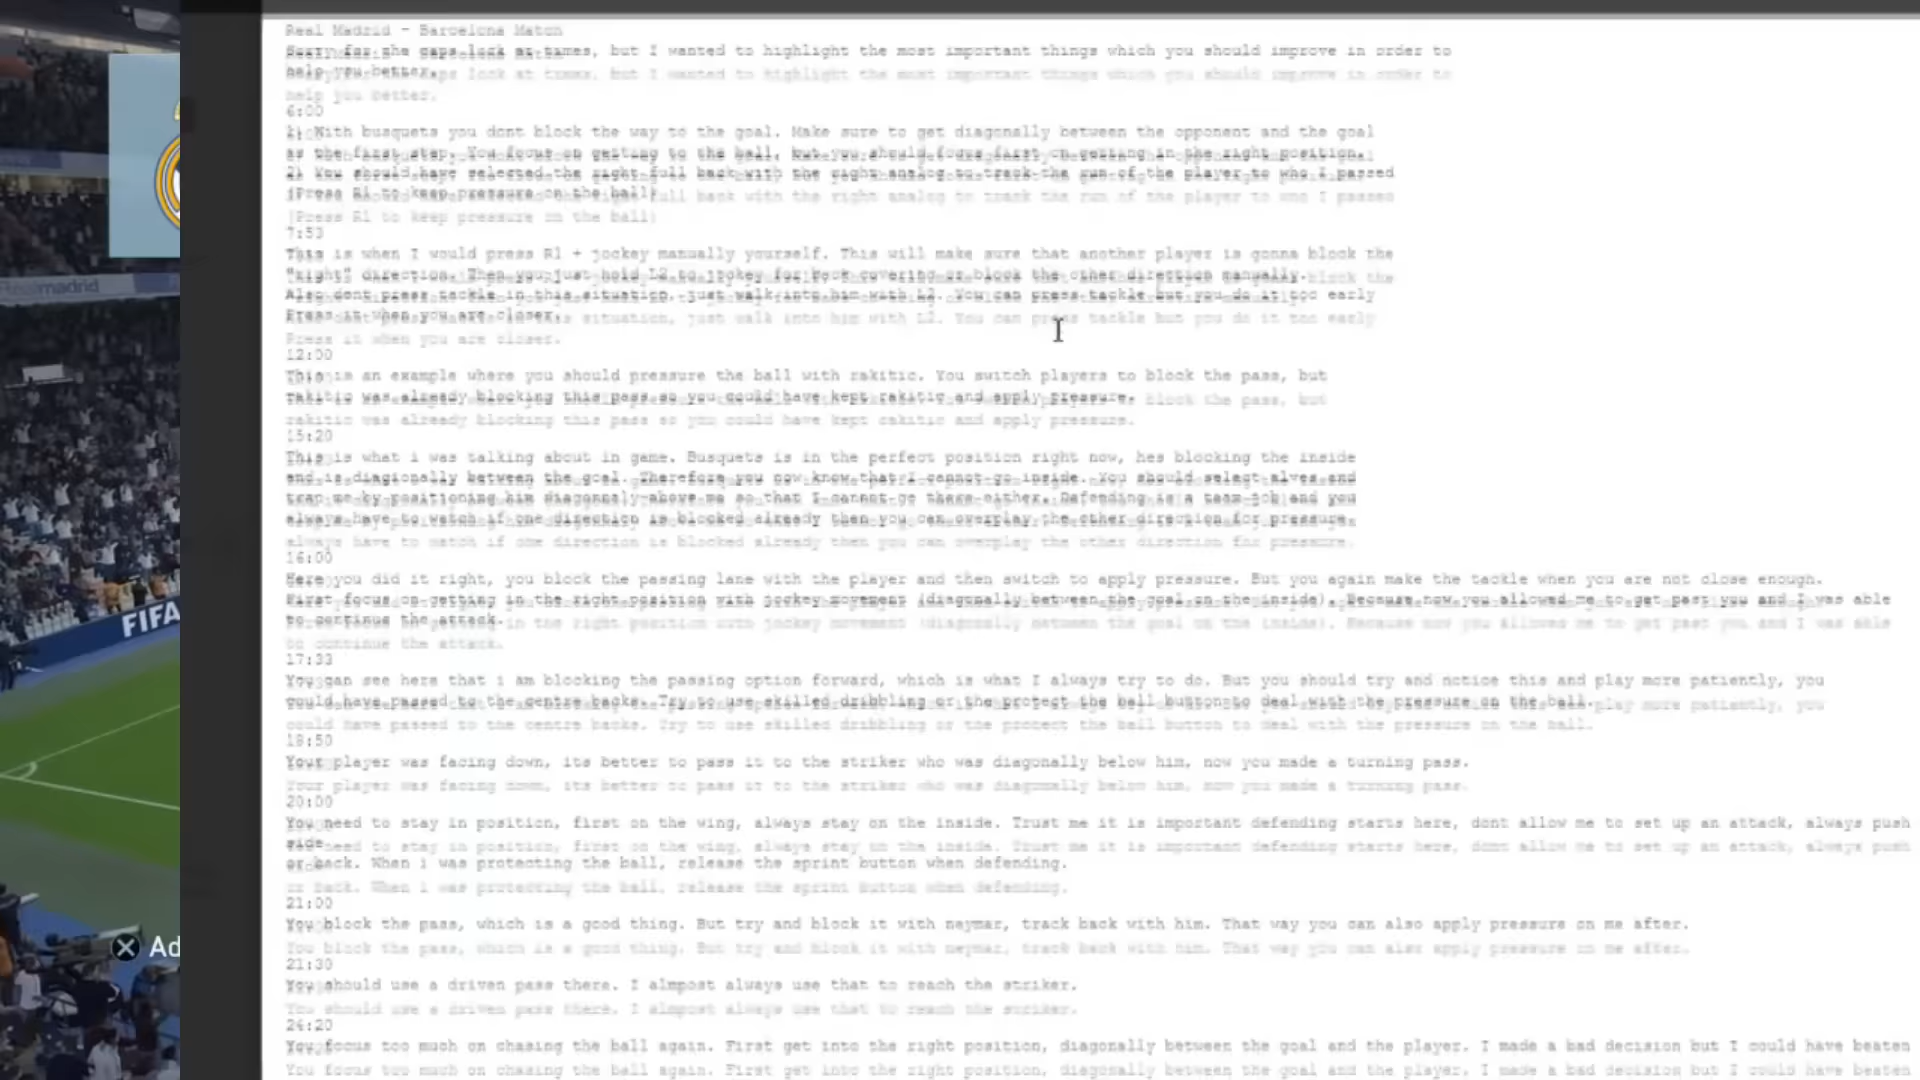 Real Madrid - Barcelona Match
Sorry for the gaps lock at times, but I wanted to highlight the most important things which you should improve in order to
help you better.
6:00
1) With busquets you dont block the way to the goal. Make sure to get diagonally between the opponent and the goal
as the first step. You focus on getting to the ball, but you should focus first on getting in the right position.
2) You should have selected the right full back with the right analog to track the run of the player to who I passed
(Press R1 to keep pressure on the ball)
7:53
This is when I would press R1 + jockey manually yourself. This will make sure that another player is gonna block the
"right" direction. Then you just hold L2 to jockey for back covering or block the other direction manually.
Also dont press tackle in this situation, just walk into him with L2. You can press tackle but you do it too early
Press it when you are closer.
12:00
This is an example where you should pressure the ball with rakitic. You switch players to block the pass, but
rakitic was already blocking this pass so you could have kept rakitic and apply pressure.
15:20
This is what i was talking about in game. Busquets is in the perfect position right now, hes blocking the inside
and is diagionally between the goal. Therefore you now know that I cannot go inside. You should select alves and
trap me by positioning him diagonnaly above me so that I cannot go there either. Defending is a team job and you
always have to watch if one direction is blocked already then you can overplay the other direction for pressure.
16:00
Here you did it right, you block the passing lane with the player and then switch to apply pressure. But you again make the tackle when you are not close enough.
First focus on getting in the right position with jockey movement (diagonally between the goal on the inside). Because now you allowed me to get past you and I was able
to continue the attack.
17:33
You can see here that i am blocking the passing option forward, which is what I always try to do. But you should try and notice this and play more patiently, you
could have passed to the centre backs. Try to use skilled dribbling or the protect the ball button to deal with the pressure on the ball.
18:50
Your player was facing down, its better to pass it to the striker who was diagonally below him, now you made a turning pass.
20:00
You need to stay in position, first on the wing, always stay on the inside. Trust me it is important defending starts here, dont allow me to set up an attack, always push
side
or back. When i was protecting the ball, release the sprint button when defending.
21:00
You block the pass, which is a good thing. But try and block it with neymar, track back with him. That way you can also apply pressure on me after.
21:30
You should use a driven pass there. I almpost always use that to reach the striker.
26:20
You focus too much on chasing the ball again. First get into the right position, diagonally between the goal and the player. I made a bad decision but I could have beaten
Realmadrid
FIFA
Ad